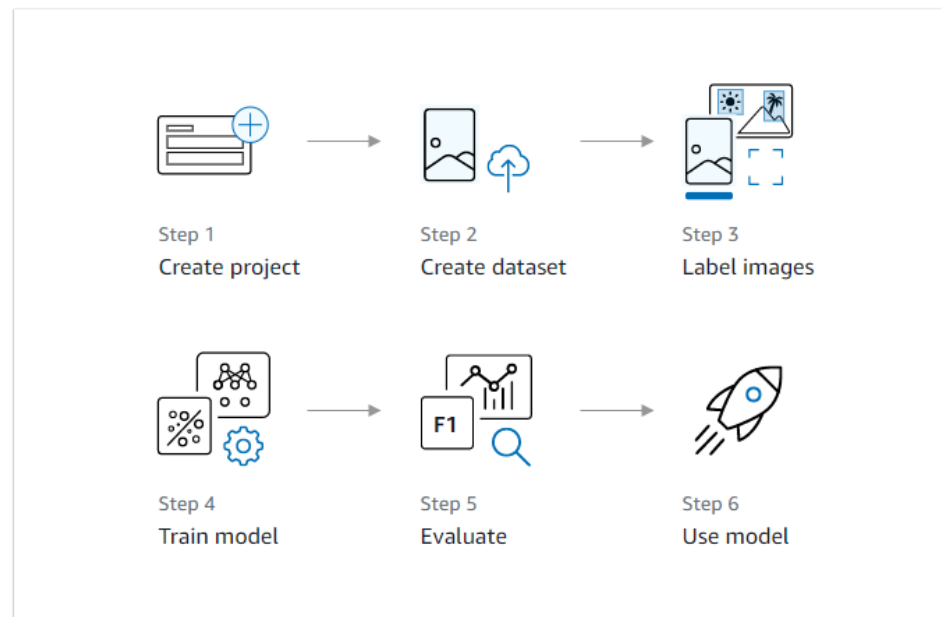 Step 1
Create project
Step 2
Create dataset
Step 3
Label images
Step 4
Train model
F1
Step 5
Evaluate
Step 6
Use model